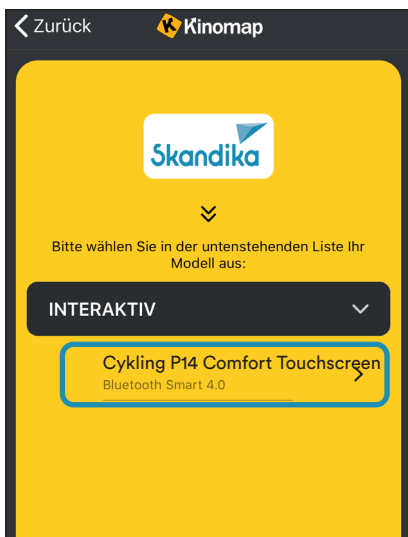 Zurück
Kinomap
Skandika
Bitte wählen Sie in der untenstehenden Liste Ihr
Modell aus:
INTERAKTIV
Cykling P14 Comfort Touchscreen
Bluetooth Smart 4.0